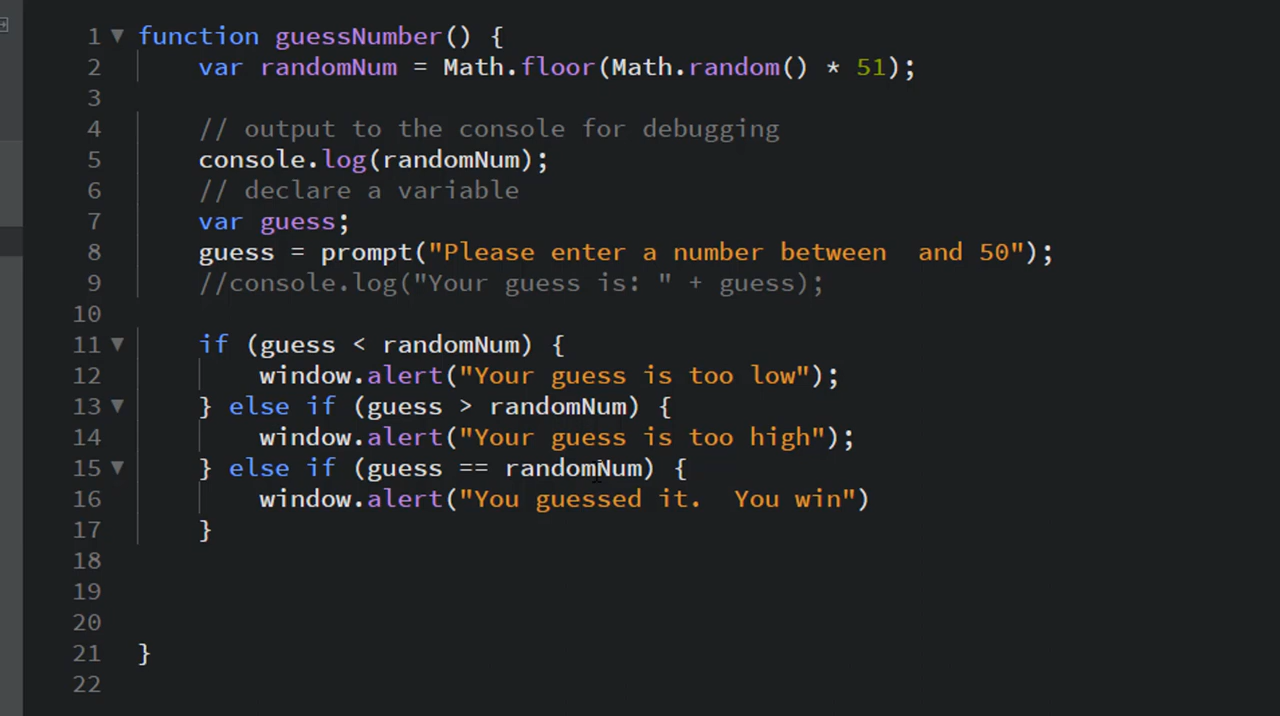 1 function guessNumber() {
2 var randomNum = Math.floor(Math.random() * 51);
3
4 // output to the console for debugging
5 console.log(randomNum);
6 // declare a variable
7 var guess;
8 guess = prompt("Please enter a number between  and 50");
9 //console.log("Your guess is: " + guess);
10
11 if (guess < randomNum) {
12 window.alert("Your guess is too low");
13 } else if (guess > randomNum) {
14 window.alert("Your guess is too high");
15 } else if (guess == randomNum) {
16 window.alert("You guessed it.  You win")
17 }
18
19
20
21 }
22